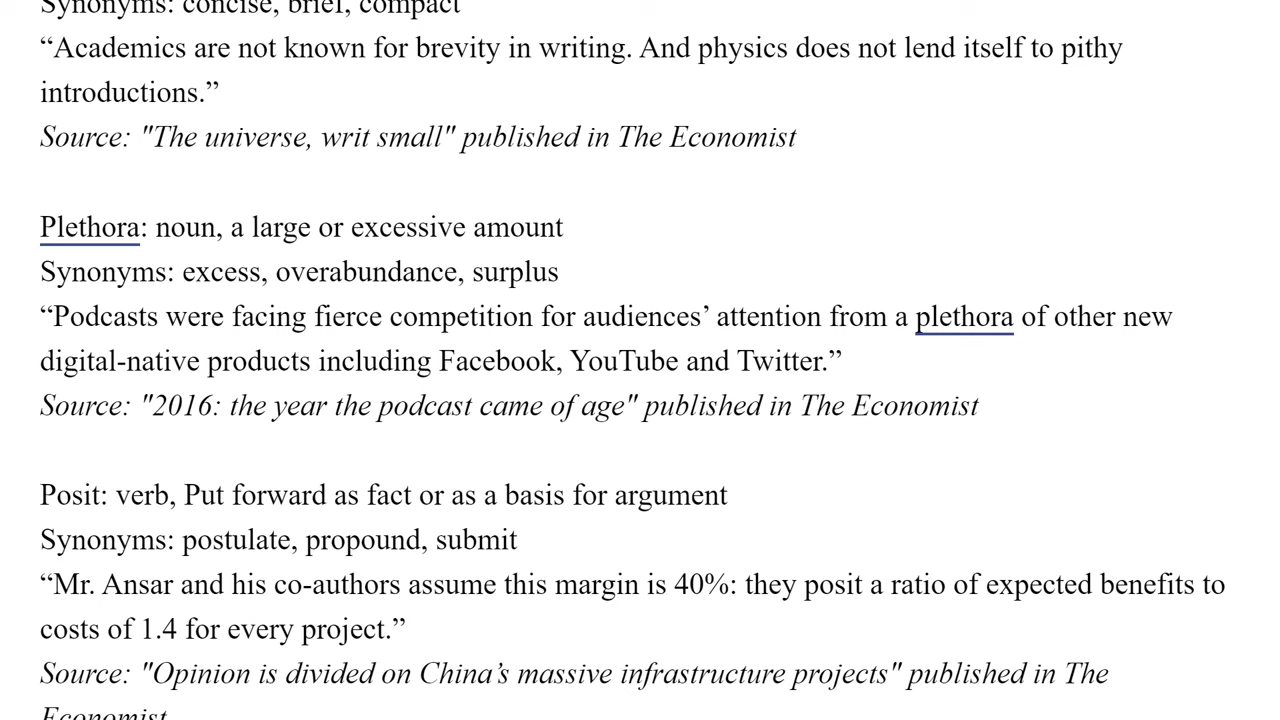 Synonyms: concise, brief, compact
“Academics are not known for brevity in writing. And physics does not lend itself to pithy
introductions.”
Source: "The universe, writ small" published in The Economist
Plethora: noun, a large or excessive amount
Synonyms: excess, overabundance, surplus
“Podcasts were facing fierce competition for audiences’ attention from a plethora of other new
digital-native products including Facebook, YouTube and Twitter.”
Source: "2016: the year the podcast came of age" published in The Economist
Posit: verb, Put forward as fact or as a basis for argument
Synonyms: postulate, propound, submit
“Mr. Ansar and his co-authors assume this margin is 40%: they posit a ratio of expected benefits to
costs of 1.4 for every project.”
Source: "Opinion is divided on China’s massive infrastructure projects" published in The
Economist